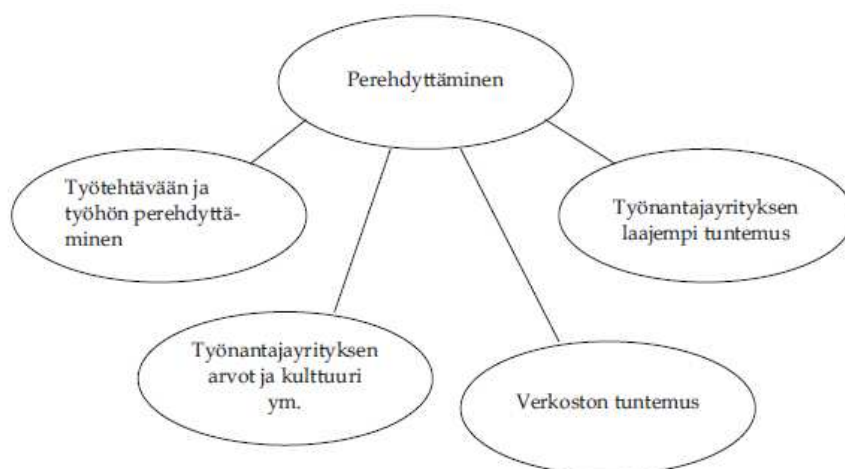 Perehdyttäminen
Työtehtävään ja
työhön perehdyttä-
minen
Työnantajayrityksen
laajempi tuntemus
Työnantajayrityksen
arvot ja kulttuuri
ym.
Verkoston tuntemus